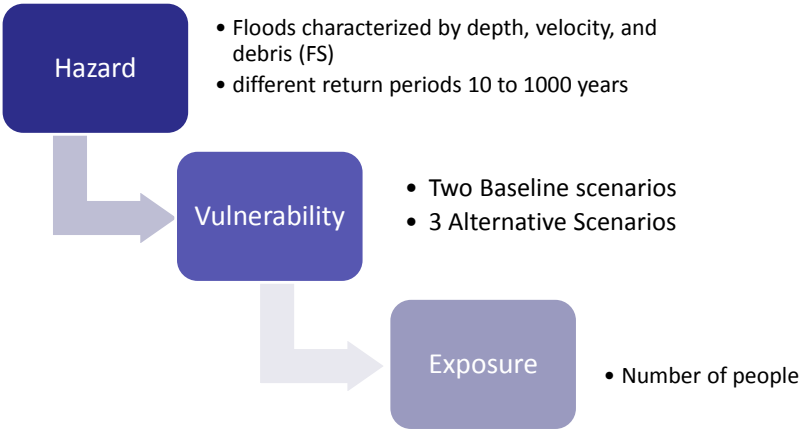 Hazard
• Floods characterized by depth, velocity, and
debris (FS)
• different return periods 10 to 1000 years
Vulnerability
• Two Baseline scenarios
• 3 Alternative Scenarios
Exposure
• Number of people